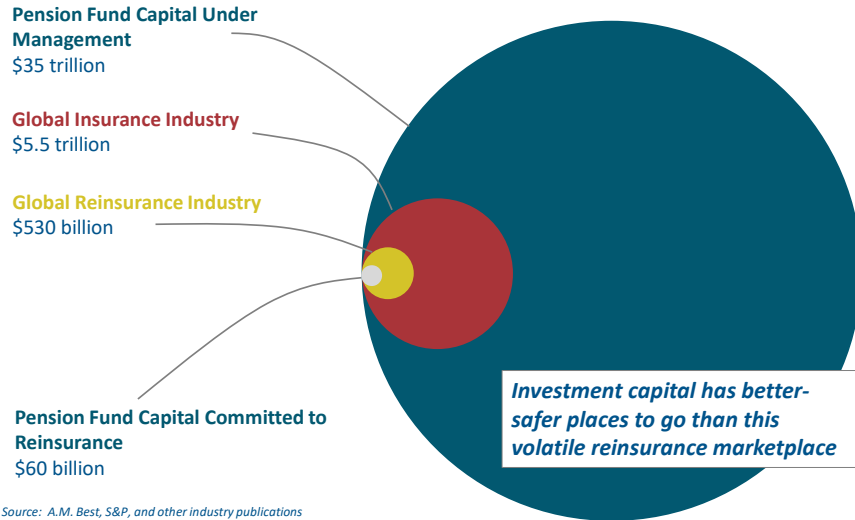 Pension Fund Capital Under
Management
$35 trillion
Global Insurance Industry
$5.5 trillion
Global Reinsurance Industry
$530 billion
Pension Fund Capital Committed to
Reinsurance
$60 billion
Investment capital has better-
safer places to go than this
volatile reinsurance marketplace
Source: A.M. Best, S&P, and other industry publications